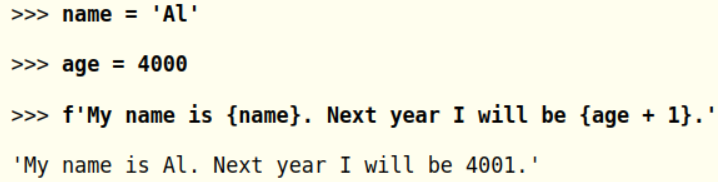 >>> name = 'Al'
>>> age = 4000
>>> f'My name is {name}. Next year I will be {age + 1}.'
'My name is Al. Next year I will be 4001.'